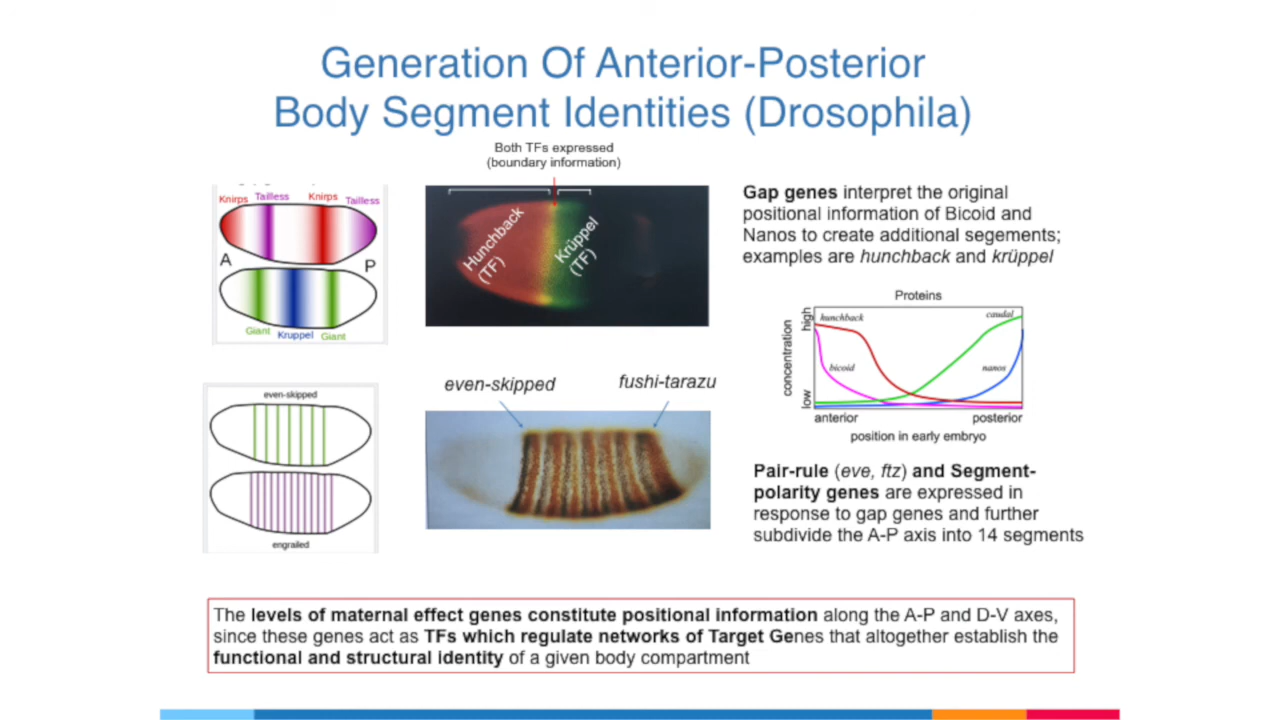 Generation Of Anterior-Posterior
Body Segment Identities (Drosophila)
Both TFs expressed
(boundary information)
Knirps Tailless Knirps Tailless
A
P
Giant Kruppel Giant
Hunchback
(TF)
Krüppel
(TF)
Gap genes interpret the original
positional information of Bicoid and
Nanos to create additional segements;
examples are hunchback and krüppel
Proteins
concentration
high
low
hunchback
caudal
bicoid
nanos
anterior posterior
position in early embryo
even-skipped
engrailed
even-skipped fushi-tarazu
Pair-rule (eve, ftz) and Segment-
polarity genes are expressed in
response to gap genes and further
subdivide the A-P axis into 14 segments
The levels of maternal effect genes constitute positional information along the A-P and D-V axes,
since these genes act as TFs which regulate networks of Target Genes that altogether establish the
functional and structural identity of a given body compartment